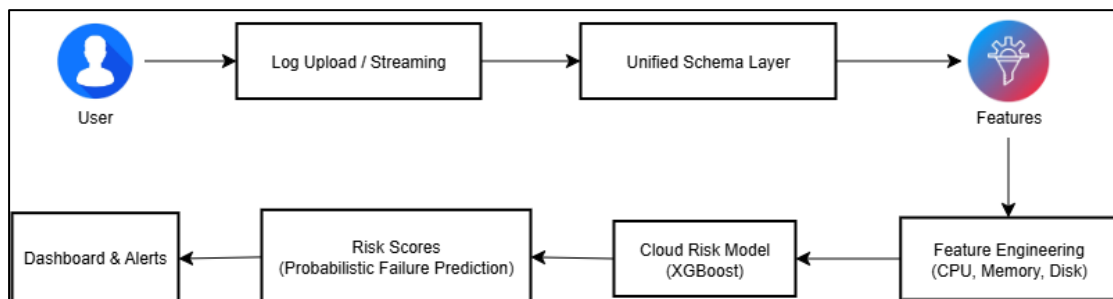 User
Log Upload / Streaming
Unified Schema Layer
Features
Feature Engineering
(CPU, Memory, Disk)
Cloud Risk Model
(XGBoost)
Risk Scores
(Probabilistic Failure Prediction)
Dashboard & Alerts